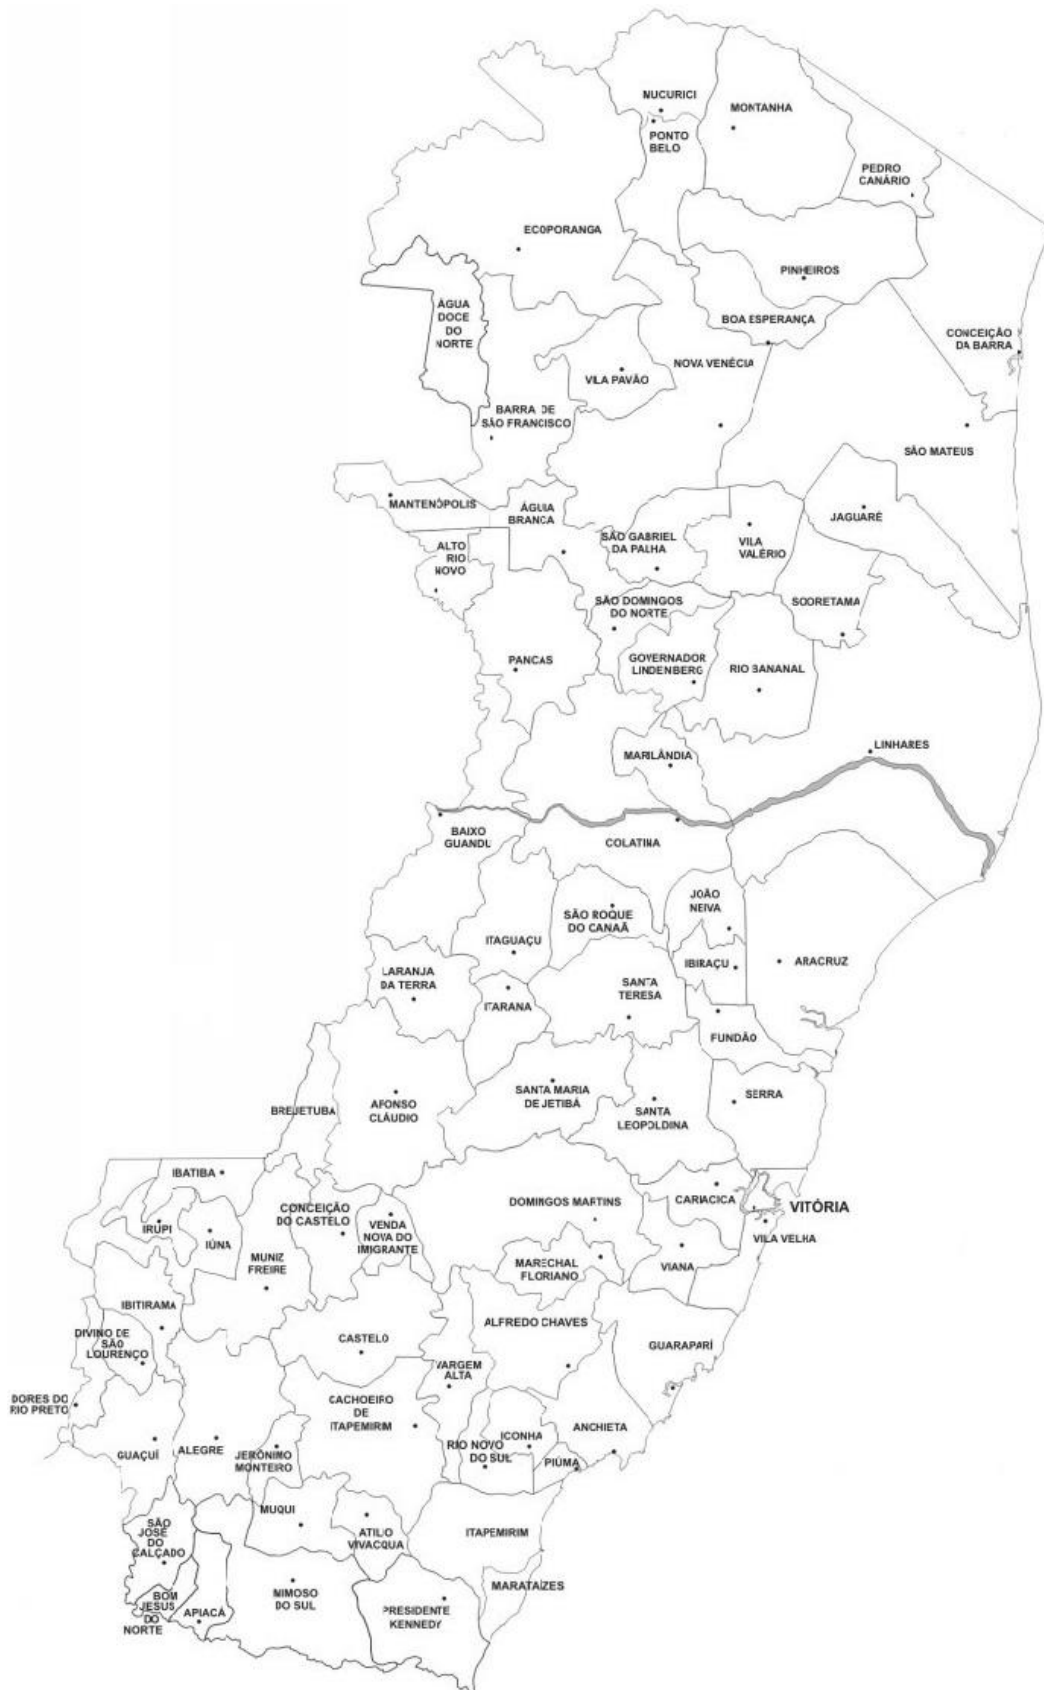 MUCURICI
MONTANHA
PONTO
BELO
PEDRO
CANÁRIO
ECOPORANGA
PINHEIROS
ÁGUA
DOCE
DO
NORTE
BOA ESPERANÇA
CONCEIÇÃO
DA BARRA
NOVA VENÉCIA
VILA PAVÃO
BARRA DE
SÃO FRANCISCO
SÃO MATEUS
MANTENÓPOLIS
ÁGUIA
BRANCA
JAGUARÉ
ALTO
RIO
NOVO
SÃO GABRIEL
DA PALHA
VILA
VALÉRIO
SÃO DOMINGOS
DO NORTE
SOORETAMA
PANCAS
GOVERNADOR
LINDENBERG
RIO BANANAL
MARILÂNDIA
LINHARES
BAIXO
GUANDU
COLATINA
JOÃO
NEIVA
SÃO ROQUE
DO CANAÃ
ITAGUAÇU
IBIRAÇU
ARACRUZ
LARANJA
DA TERRA
ITARANA
SANTA
TERESA
FUNDÃO
BREJETUBA
AFONSO
CLÁUDIO
SANTA MARIA
DE JETIBÁ
SANTA
LEOPOLDINA
SERRA
IBATIBA
CONCEIÇÃO
DO CASTELO
DOMINGOS MARTINS
CARIACICA
VITÓRIA
IRUPI
IÚNA
VENDA
NOVA DO
IMIGRANTE
VILA VELHA
MUNIZ
FREIRE
MARECHAL
FLORIANO
VIANA
IBITIRAMA
ALFREDO CHAVES
DIVINO DE
SÃO
LOURENÇO
CASTELO
GUARAPARÍ
VARGEM
ALTA
DORES DO
RIO PRETO
CACHOEIRO
DE
ITAPEMIRIM
ICONHA
ANCHIETA
GUAÇUÍ
ALEGRE
JERÔNIMO
MONTEIRO
RIO NOVO
DO SUL
PIÚMA
MUQUI
SÃO
JOSÉ
DO
CALÇADO
ATILIO
VIVACQUA
ITAPEMIRIM
MARATAÍZES
BOM
JESUS
DO
NORTE
APIACÁ
MIMOSO
DO SUL
PRESIDENTE
KENNEDY